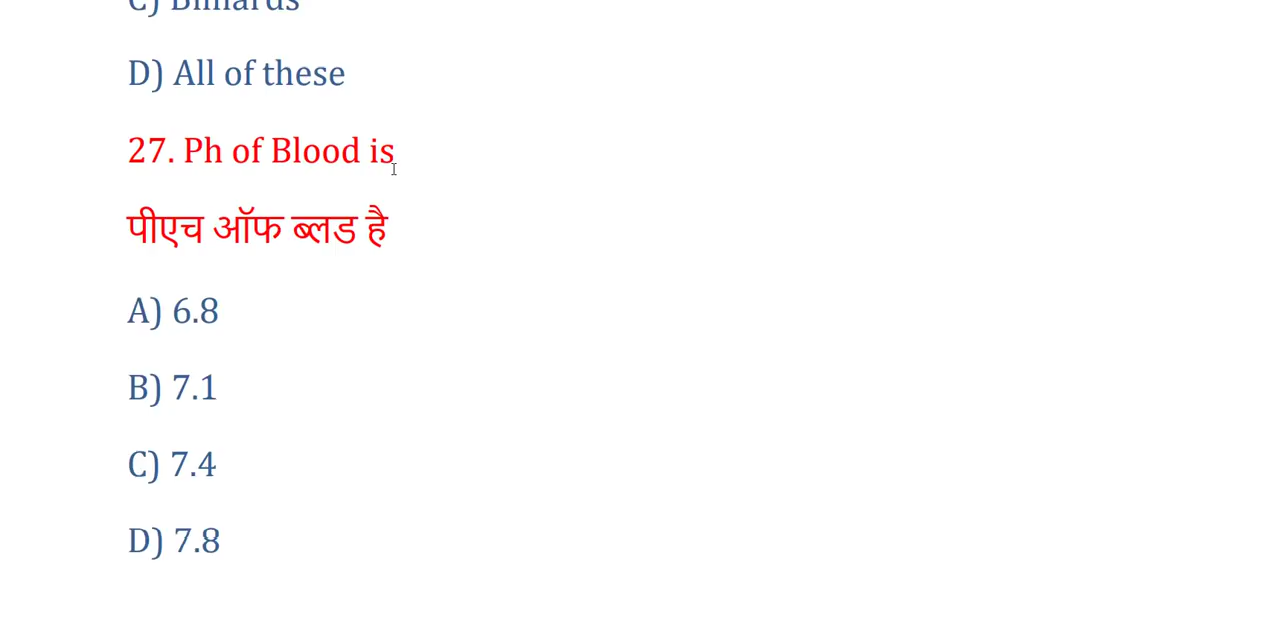 C) Billiards
D) All of these
27. Ph of Blood is
पीएच ऑफ ब्लड है
A) 6.8
B) 7.1
C) 7.4
D) 7.8